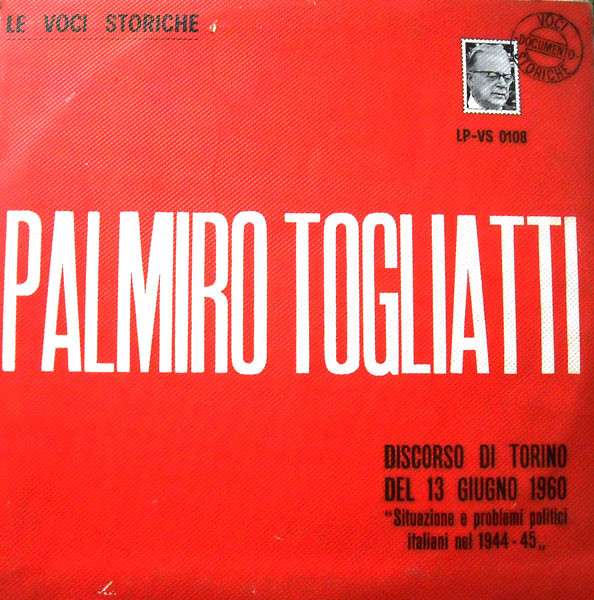 LE VOCI STORICHE
VOCI
DOCUMENTO
STORICHE
LP-VS 0108
PALMIRO TOGLIATTI
DISCORSO DI TORINO
DEL 13 GIUGNO 1960
“Situazione e problemi politici
italiani nel 1944-45„